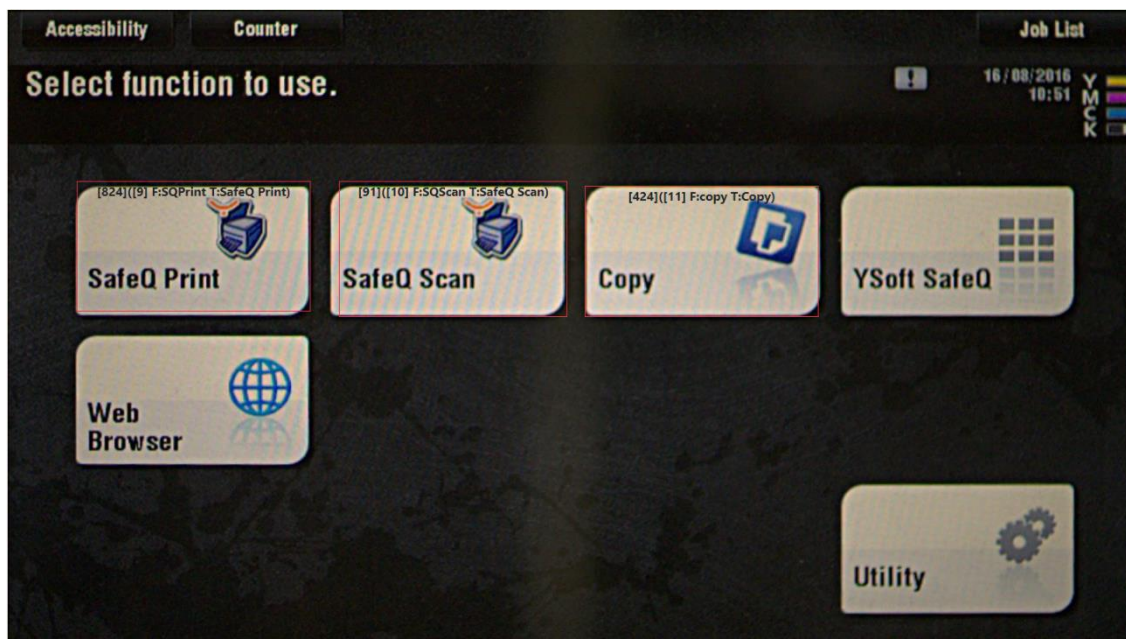 Accessibility Counter Job List
Select function to use.
16/08/2016
10:51
Y
M
C
K
[824]([9] F:SQPrint T:SafeQ Print) [91]([10] F:SQScan T:SafeQ Scan) [424]([11] F:copy T:Copy)
SafeQ Print SafeQ Scan Copy YSoft SafeQ
Web
Browser
Utility